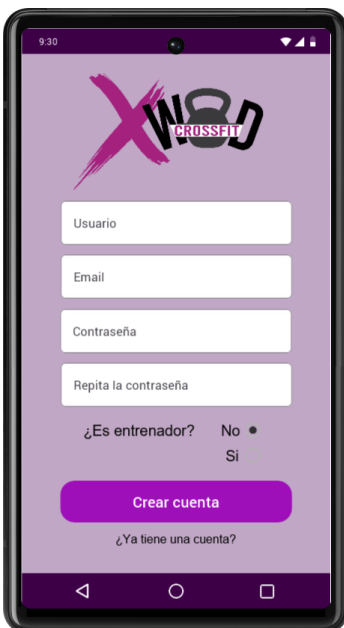 9:30
XWOD
CROSSFIT
Usuario
Email
Contraseña
Repita la contraseña
¿Es entrenador? No
Si
Crear cuenta
¿Ya tiene una cuenta?